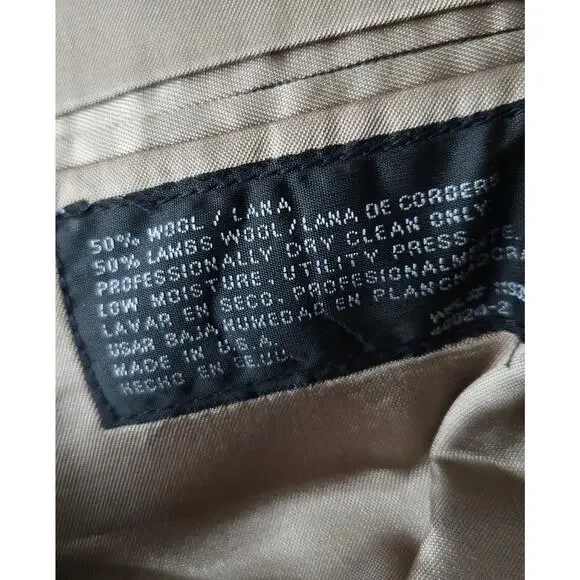 50% WOOL / LANA
50% LAMBS WOOL / LANA DE CORDERO
PROFESSIONALLY DRY CLEAN ONLY
LOW MOISTURE, UTILITY PRESS
LAVAR EN SECO, PROFESIONALMENTE
USAR BAJA HUMEDAD EN PLANCHA
MADE IN U.S.A.
HECHO EN EEUU